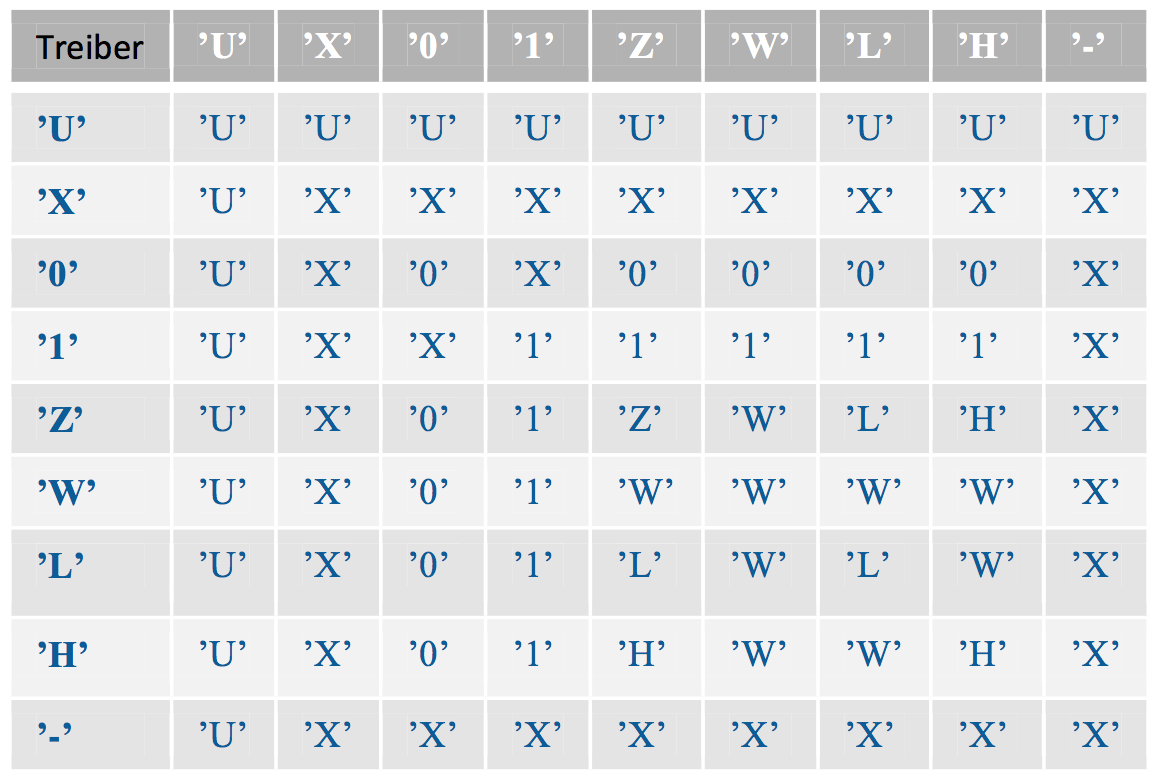 Treiber ’U’ ’X’ ’0’ ’1’ ’Z’ ’W’ ’L’ ’H’ ’-’
’U’ ’U’ ’U’ ’U’ ’U’ ’U’ ’U’ ’U’ ’U’ ’U’
’X’ ’U’ ’X’ ’X’ ’X’ ’X’ ’X’ ’X’ ’X’ ’X’
’0’ ’U’ ’X’ ’0’ ’X’ ’0’ ’0’ ’0’ ’0’ ’X’
’1’ ’U’ ’X’ ’X’ ’1’ ’1’ ’1’ ’1’ ’1’ ’X’
’Z’ ’U’ ’X’ ’0’ ’1’ ’Z’ ’W’ ’L’ ’H’ ’X’
’W’ ’U’ ’X’ ’0’ ’1’ ’W’ ’W’ ’W’ ’W’ ’X’
’L’ ’U’ ’X’ ’0’ ’1’ ’L’ ’W’ ’L’ ’W’ ’X’
’H’ ’U’ ’X’ ’0’ ’1’ ’H’ ’W’ ’W’ ’H’ ’X’
’-’ ’U’ ’X’ ’X’ ’X’ ’X’ ’X’ ’X’ ’X’ ’X’